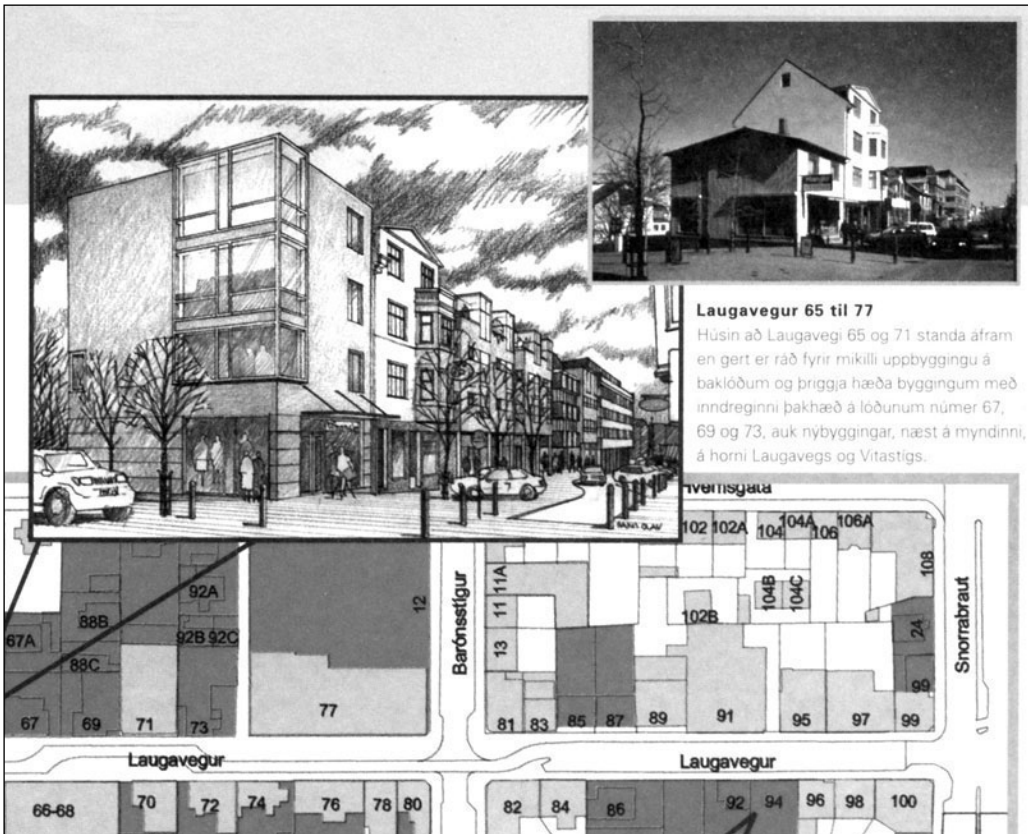 Laugavegur 65 til 77
Húsin að Laugavegi 65 og 71 standa áfram
en gert er ráð fyrir mikilli uppbyggingu á
baklóðum og þriggja hæða byggingum með
inndreginni þakhæð á lóðunum númer 67,
69 og 73, auk nýbyggingar, næst á myndinni,
á horni Laugavegs og Vitastígs.
Hverfisgata
102 102A 104 104A 106 106A
108
92A
12
11A
104B 104C
88B
11
102B
67A
92B 92C
13
24
88C
99
67 69 71 73 77
81 83 85 87 89 91 95 97 99
Barónsstígur
Snorrabraut
Laugavegur
Laugavegur
66-68 70 72 74 76 78 80
82 84 86 92 94 96 98 100